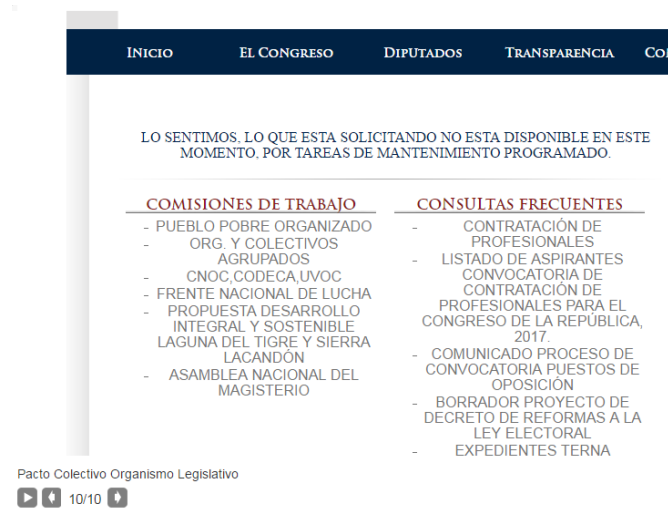 INICIO EL CONGRESO DIPUTADOS TRANSPARENCIA
LO SENTIMOS, LO QUE ESTA SOLICITANDO NO ESTA DISPONIBLE EN ESTE
MOMENTO, POR TAREAS DE MANTENIMIENTO PROGRAMADO.
COMISIONES DE TRABAJO
- PUEBLO POBRE ORGANIZADO
- ORG. Y COLECTIVOS
AGRUPADOS
- CNOC,CODECA,UVOC
- FRENTE NACIONAL DE LUCHA
- PROPUESTA DESARROLLO
INTEGRAL Y SOSTENIBLE
LAGUNA DEL TIGRE Y SIERRA
LACANDÓN
- ASAMBLEA NACIONAL DEL
MAGISTERIO
CONSULTAS FRECUENTES
- CONTRATACIÓN DE
PROFESIONALES
- LISTADO DE ASPIRANTES
CONVOCATORIA DE
CONTRATACIÓN DE
PROFESIONALES PARA EL
CONGRESO DE LA REPÚBLICA,
2017.
- COMUNICADO PROCESO DE
CONVOCATORIA PUESTOS DE
OPOSICIÓN
- BORRADOR PROYECTO DE
DECRETO DE REFORMAS A LA
LEY ELECTORAL
- EXPEDIENTES TERNA
Pacto Colectivo Organismo Legislativo
10/10